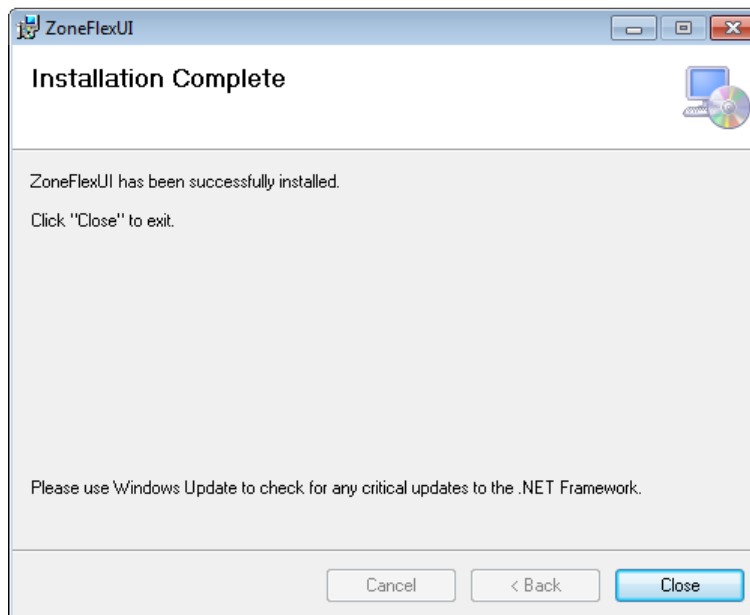 ZoneFlexUI
Installation Complete
ZoneFlexUI has been successfully installed.
Click "Close" to exit.
Please use Windows Update to check for any critical updates to the .NET Framework.
Cancel
< Back
Close